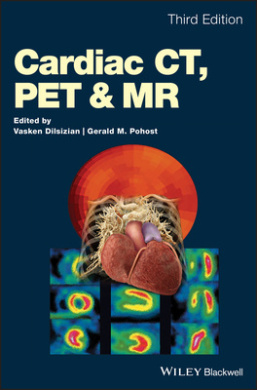 Third Edition
Cardiac CT,
PET & MR
Edited by
Vasken Dilsizian | Gerald M. Pohost
WILEY Blackwell